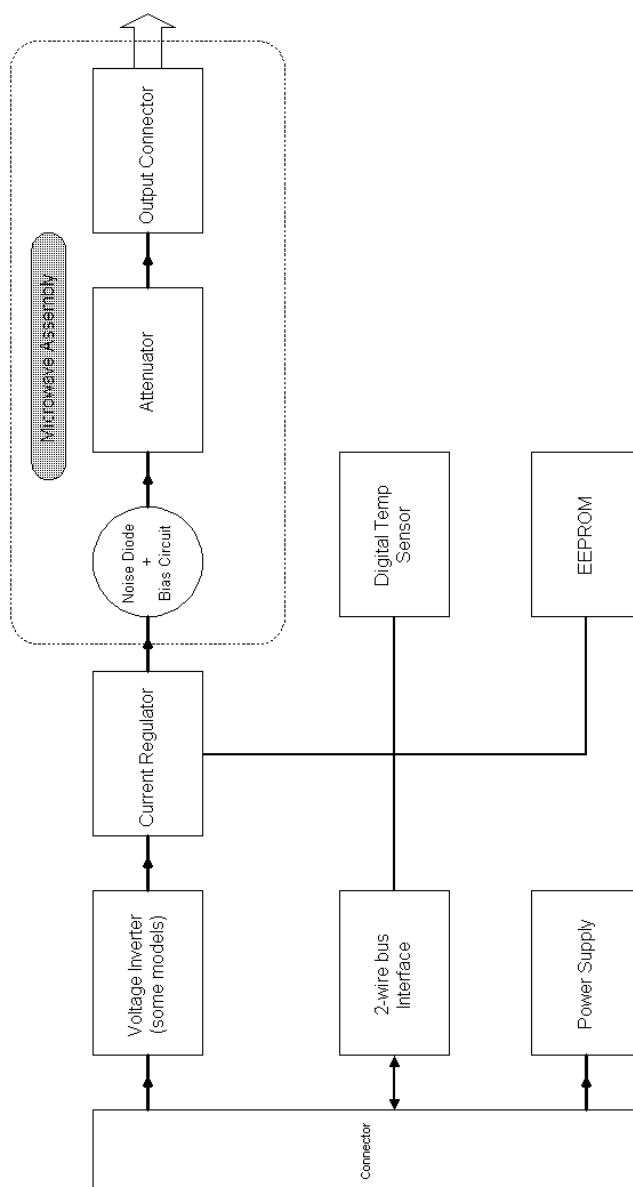 Microwave Assembly
Connector
Voltage Inverter
(some models)
Current Regulator
Noise Diode
+
Bias Circuit
Attenuator
Output Connector
2-wire bus
Interface
Digital Temp
Sensor
Power Supply
EEPROM